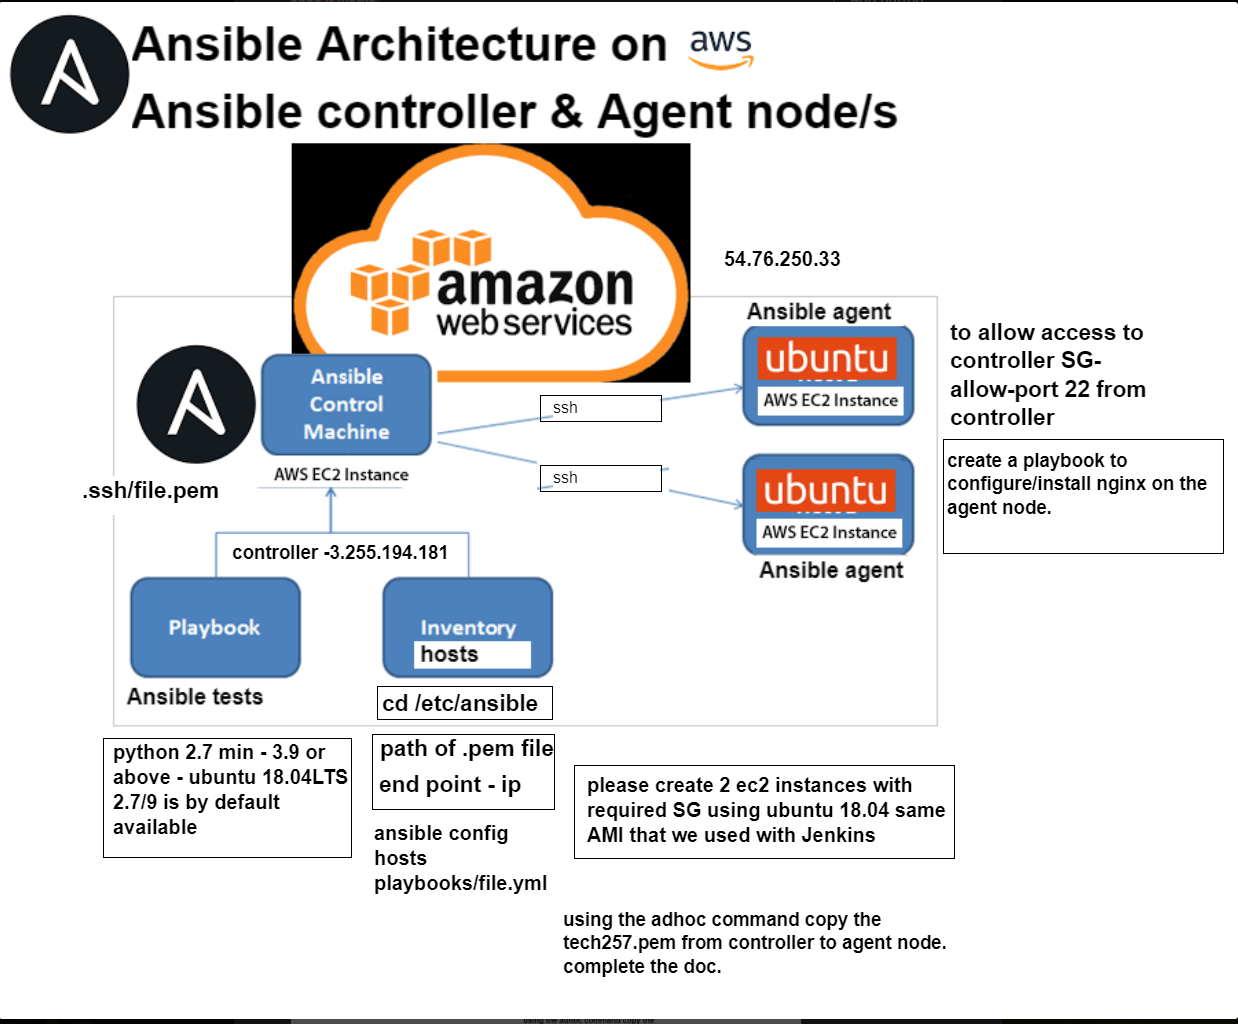 Ansible Architecture on aws
Ansible controller & Agent node/s
amazon
web services
54.76.250.33
Ansible agent
ubuntu
AWS EC2 Instance
to allow access to
controller SG-
allow-port 22 from
controller
Ansible
Control
Machine
ssh
AWS EC2 Instance
.ssh/file.pem
ssh
ubuntu
AWS EC2 Instance
Ansible agent
create a playbook to
configure/install nginx on the
agent node.
controller -3.255.194.181
Playbook
Ansible tests
Inventory
hosts
cd /etc/ansible
python 2.7 min - 3.9 or
above - ubuntu 18.04LTS
2.7/9 is by default
available
path of .pem file
end point - ip
ansible config
hosts
playbooks/file.yml
please create 2 ec2 instances with
required SG using ubuntu 18.04 same
AMI that we used with Jenkins
using the adhoc command copy the
tech257.pem from controller to agent node.
complete the doc.
using the adhoc command copy the